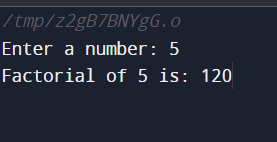 /tmp/z2gB7BNYgG.o
Enter a number: 5
Factorial of 5 is: 120